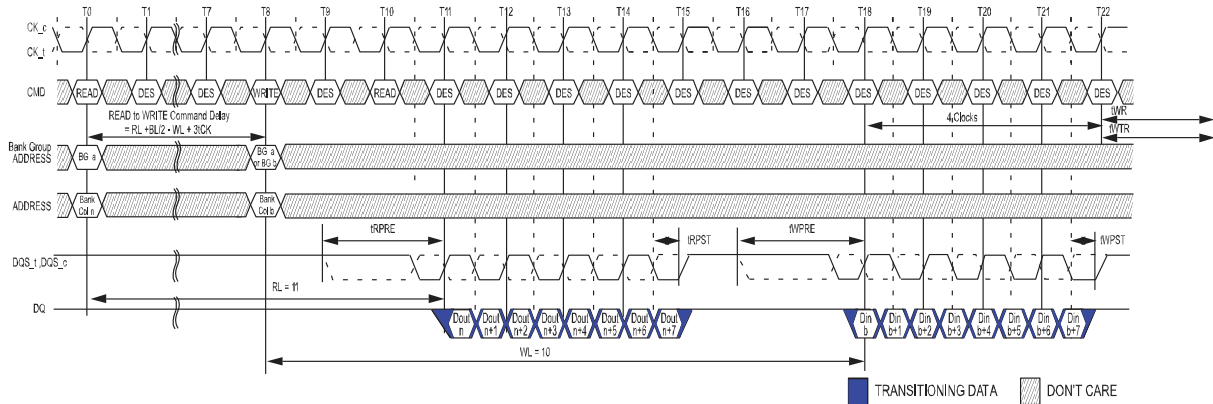 T0 T1 T7 T8 T9 T10 T11 T12 T13 T14 T15 T16 T17 T18 T19 T20 T21 T22
CK_c
CK_t
CMD READ DES DES WRITE DES READ DES DES DES DES DES DES DES DES DES DES DES DES
READ to WRITE Command Delay
= RL +BL/2 - WL + 3tCK
4 Clocks
tWR
tWTR
Bank Group
ADDRESS
BG a
BG a
or BG b
ADDRESS
Bank
Col n
Bank
Col b
tRPRE tRPST tWPRE tWPST
DQS_t ,DQS_c
RL = 11
DQ
Dout
n
Dout
n+1
Dout
n+2
Dout
n+3
Dout
n+4
Dout
n+5
Dout
n+6
Dout
n+7
Din
b
Din
b+1
Din
b+2
Din
b+3
Din
b+4
Din
b+5
Din
b+6
Din
b+7
WL = 10
TRANSITIONING DATA
DON'T CARE